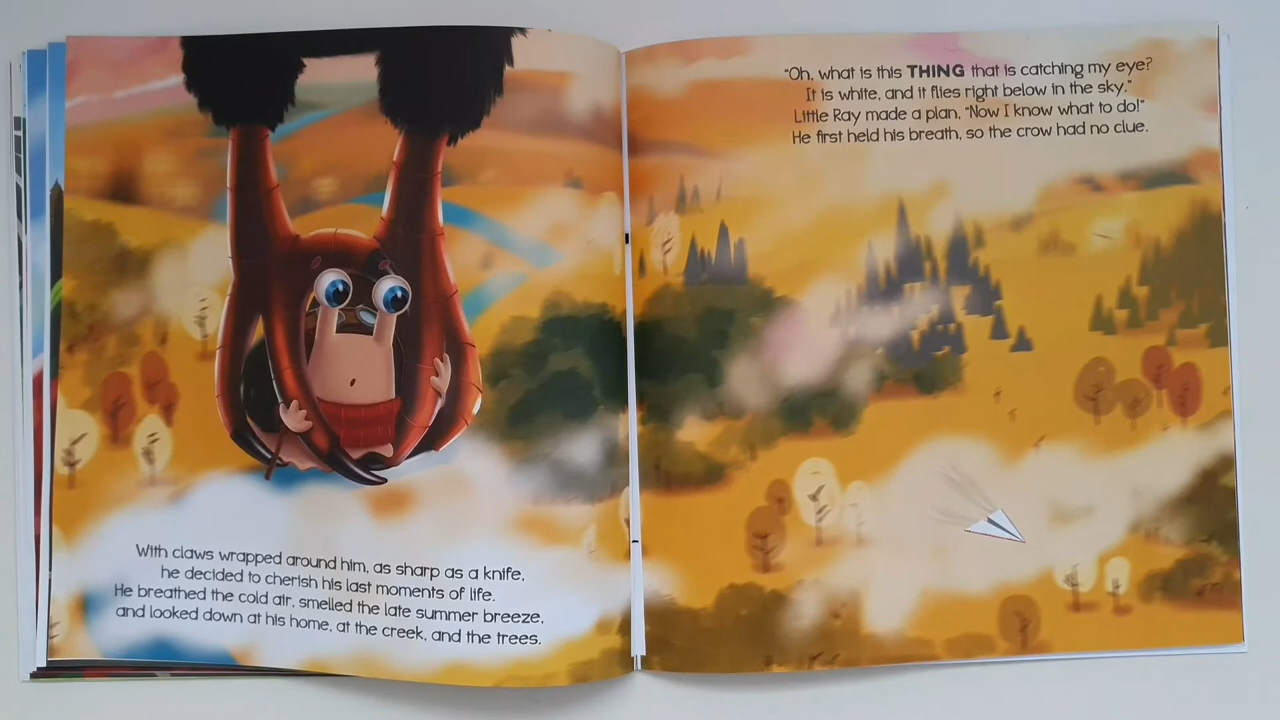 With claws wrapped around him, as sharp as a knife,
he decided to cherish his last moments of life.
He breathed the cold air, smelled the late summer breeze,
and looked down at his home, at the creek, and the trees.
"Oh, what is this THING that is catching my eye?
It is white, and it flies right below in the sky."
Little Ray made a plan, "Now I know what to do!"
He first held his breath, so the crow had no clue.